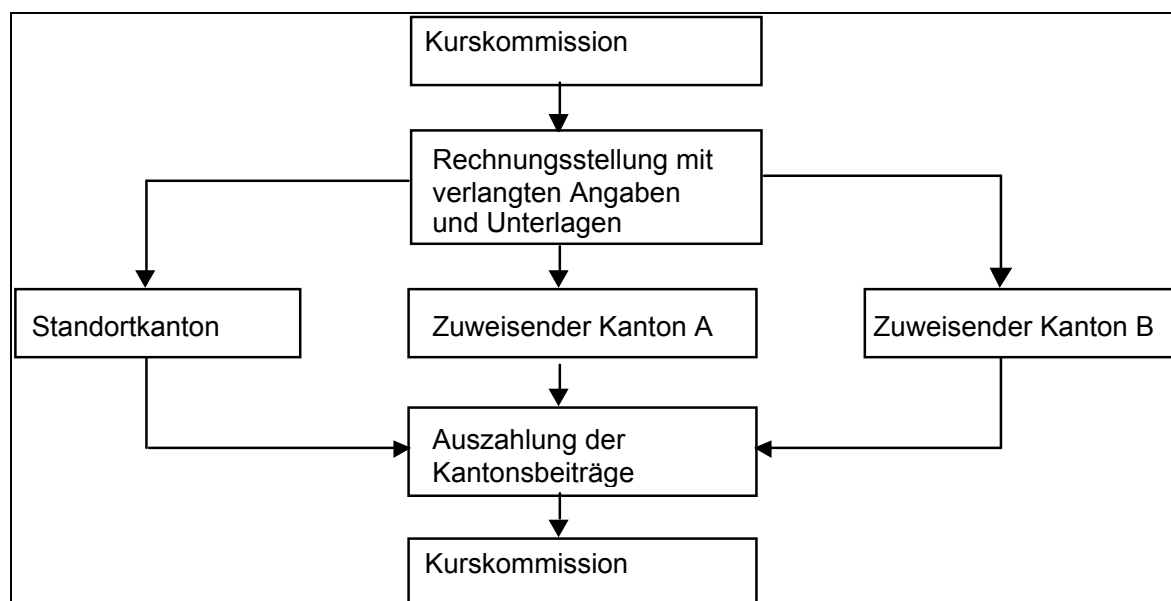 Kurskommission
Rechnungsstellung mit
verlangten Angaben
und Unterlagen
Standortkanton
Zuweisender Kanton A
Zuweisender Kanton B
Auszahlung der
Kantonsbeiträge
Kurskommission